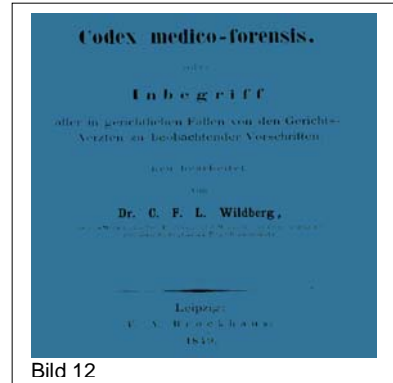 Codex medico-forensis.
oder
Inbegriff
aller in gerichtlichen Fällen von den Gerichts-
Aerzten zu beobachtender Vorschriften
neu bearbeitet
von
Dr. C. F. L. Wildberg,
Leipzig:
F. A. Brockhaus.
1849.
Bild 12